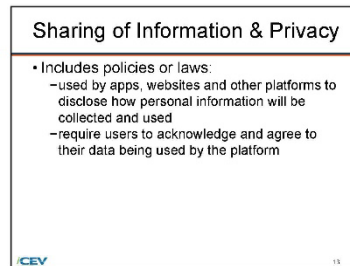 Sharing of Information & Privacy
• Includes policies or laws:
−used by apps, websites and other platforms to
disclose how personal information will be
collected and used
−require users to acknowledge and agree to
their data being used by the platform
iCEV